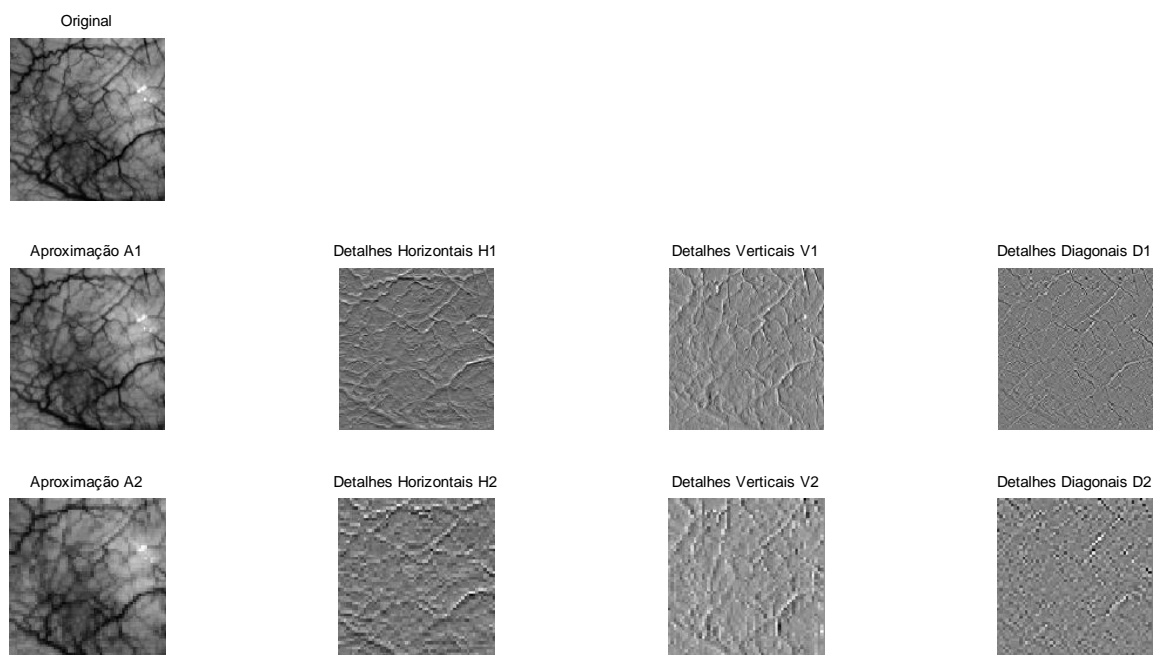 Original
Aproximação A1
Detalhes Horizontais H1
Detalhes Verticais V1
Detalhes Diagonais D1
Aproximação A2
Detalhes Horizontais H2
Detalhes Verticais V2
Detalhes Diagonais D2